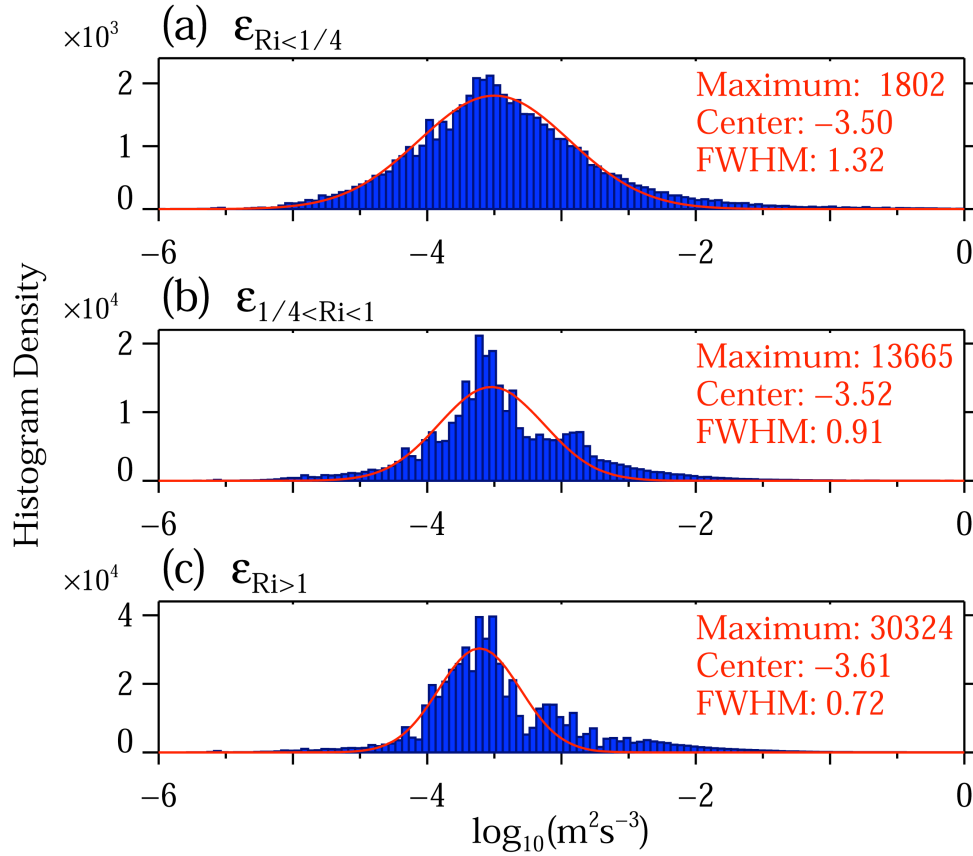 (a) ε_Ri<1/4
×10³
2
1
0
Maximum: 1802
Center: −3.50
FWHM: 1.32
−6 −4 −2 0
(b) ε_1/4<Ri<1
×10⁴
2
1
0
Maximum: 13665
Center: −3.52
FWHM: 0.91
−6 −4 −2 0
Histogram Density
(c) ε_Ri>1
×10⁴
4
2
0
Maximum: 30324
Center: −3.61
FWHM: 0.72
−6 −4 −2 0
log₁₀(m²s⁻³)